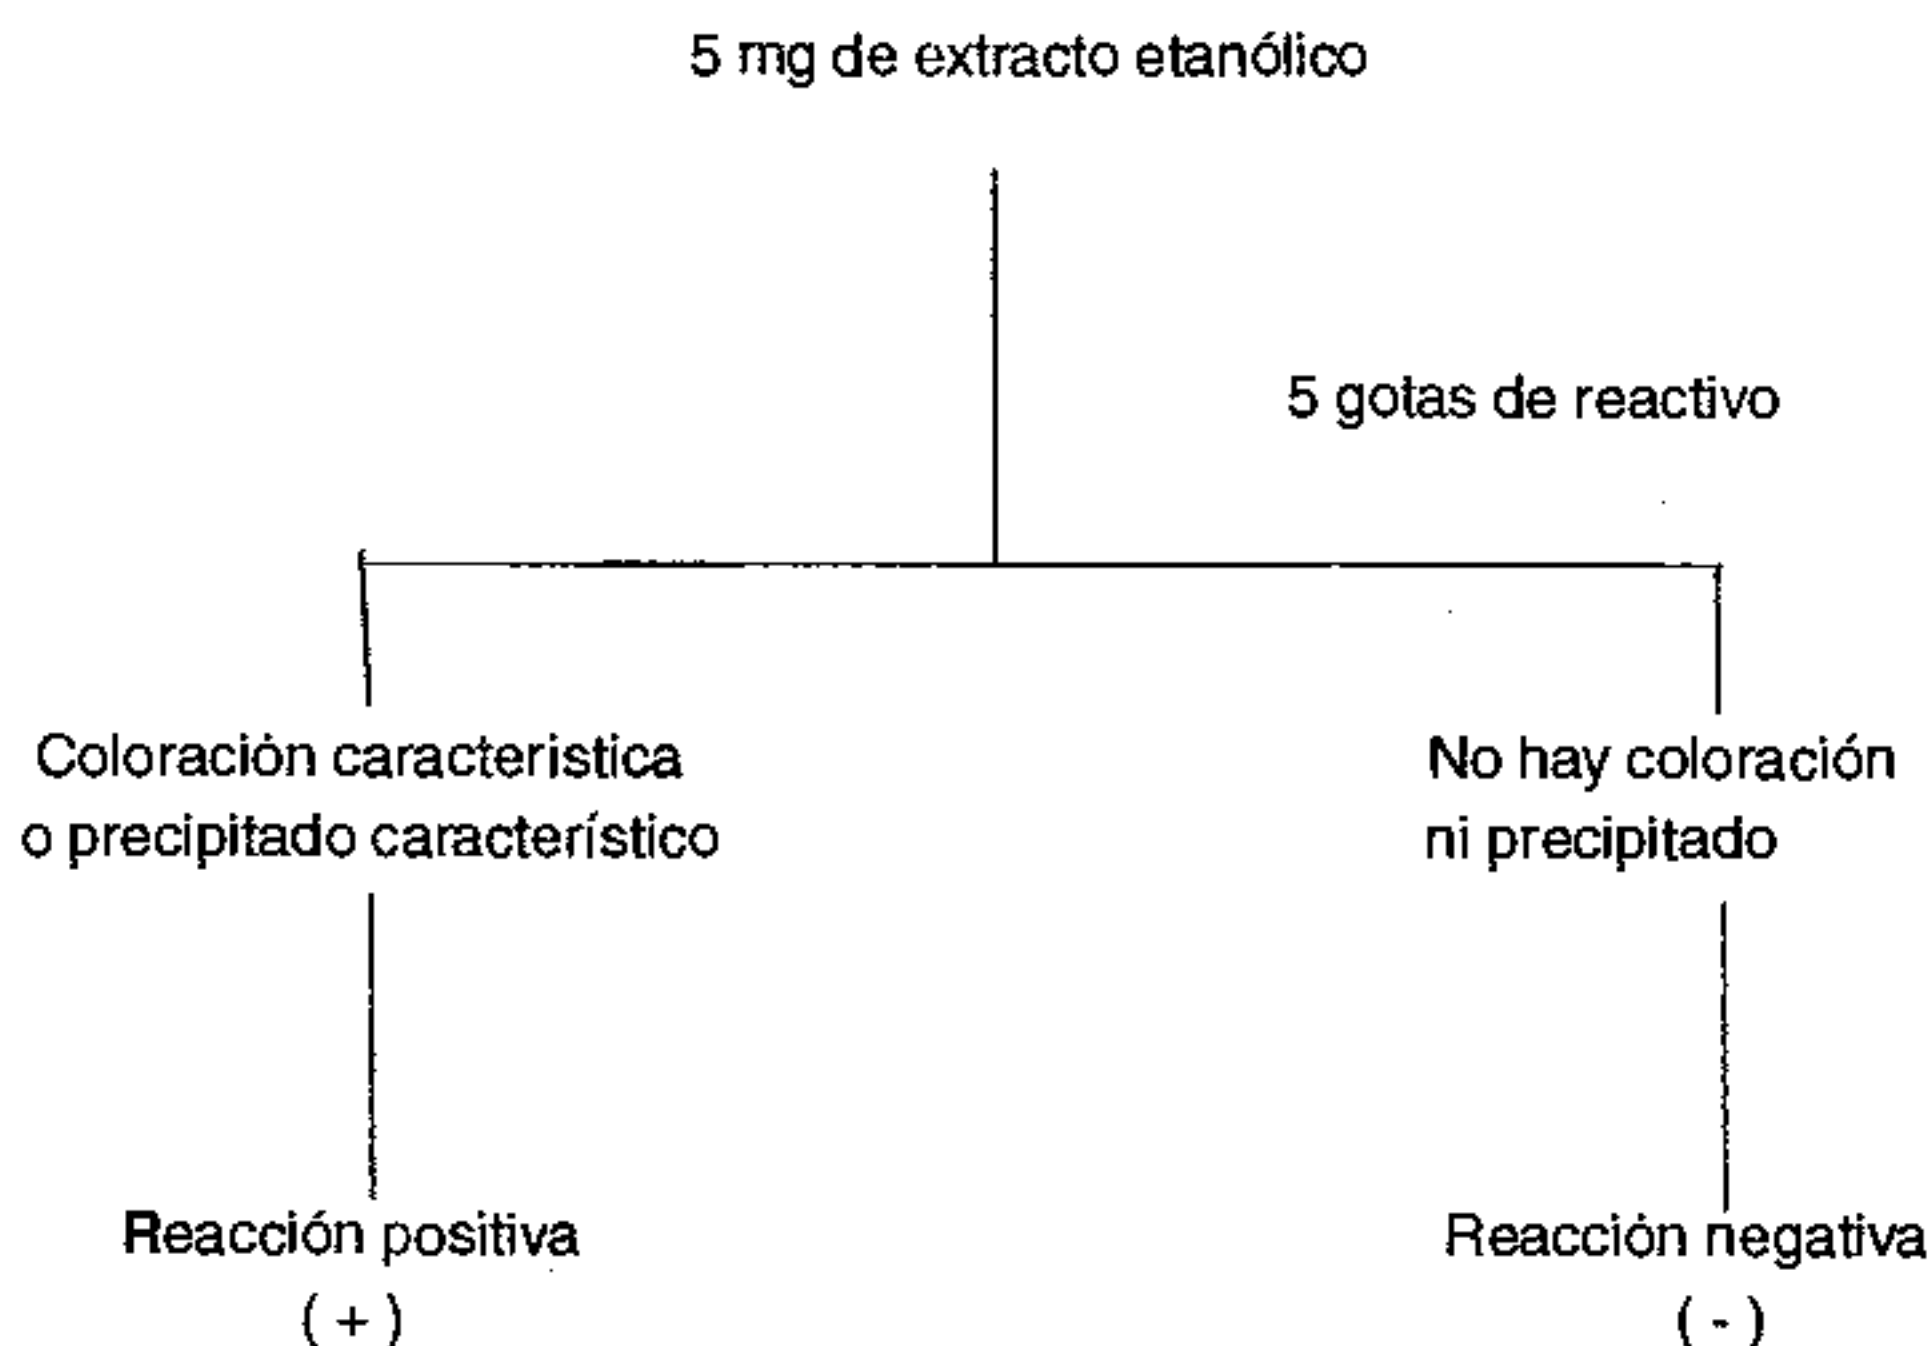 5 mg de extracto etanólico
5 gotas de reactivo
Coloración caracteristica
o precipitado característico
No hay coloración
ni precipitado
Reacción positiva
( + )
Reacción negativa
( - )